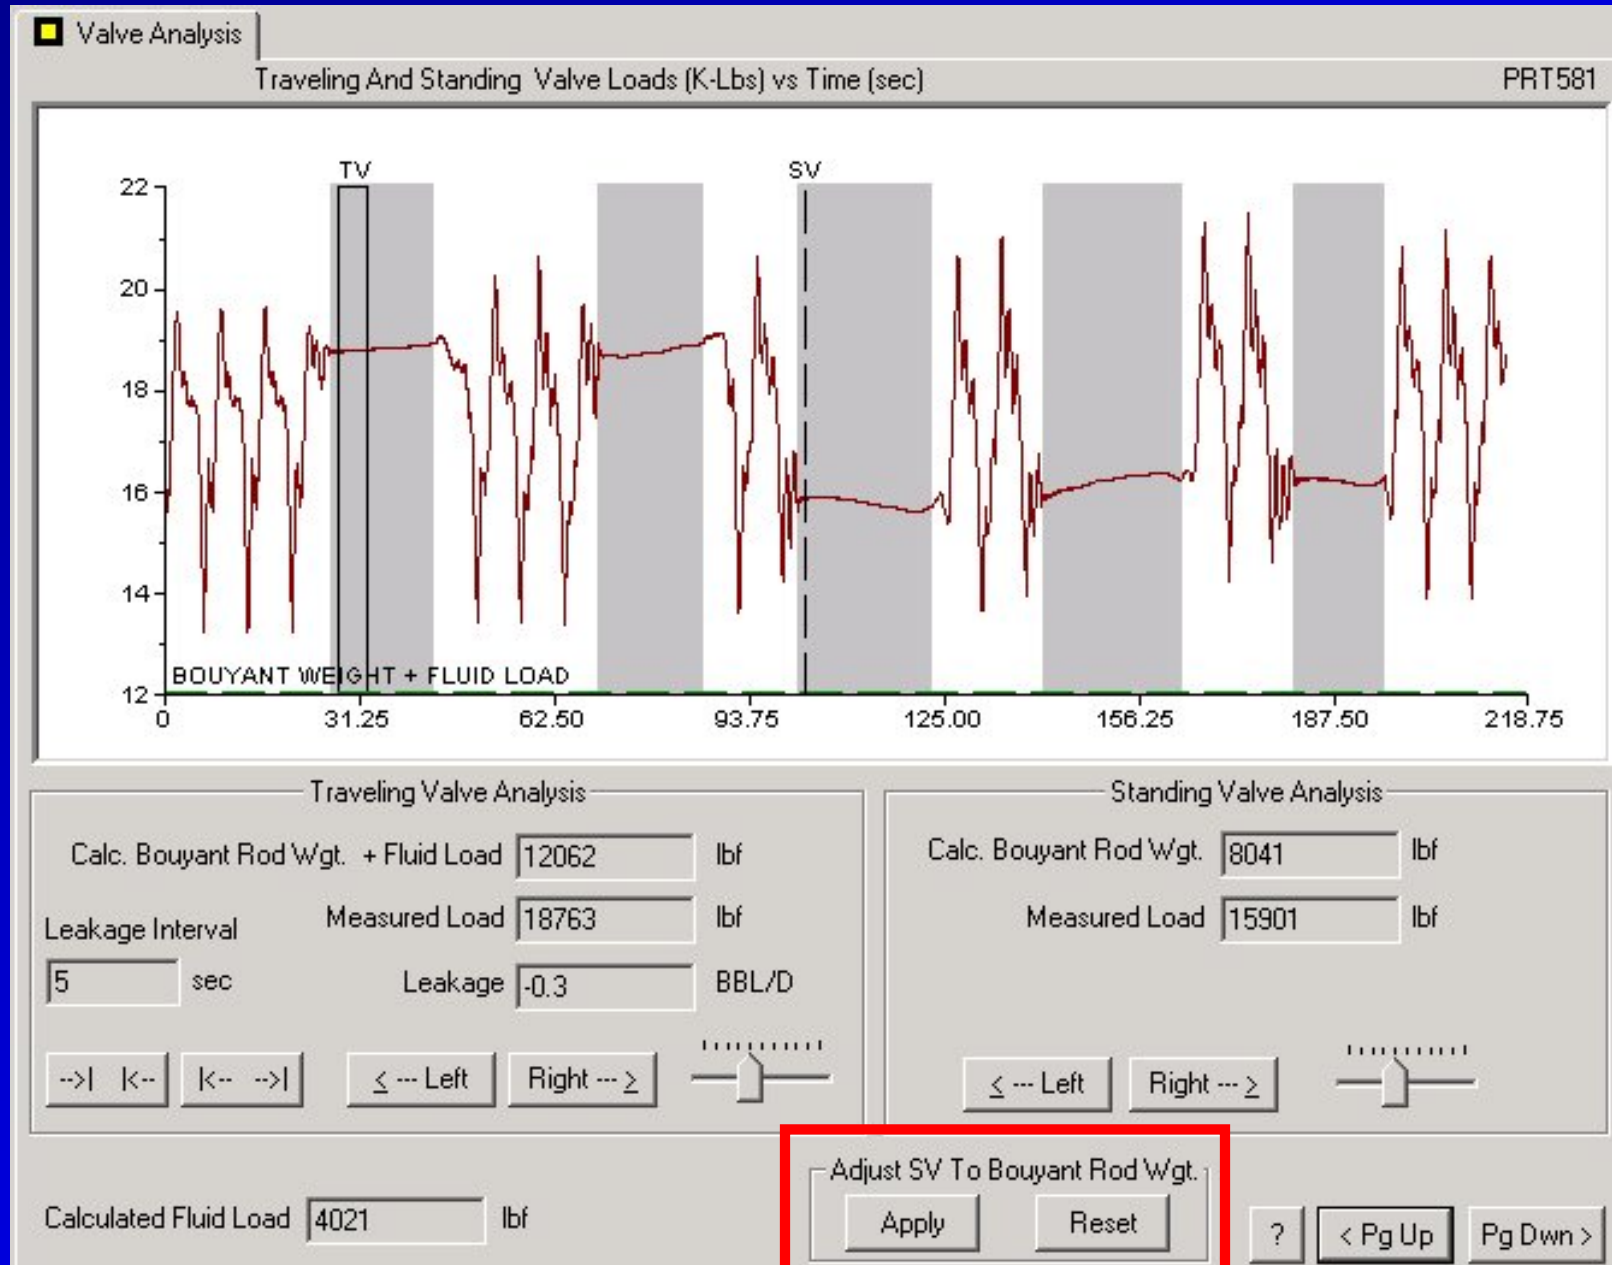 Valve Analysis
Traveling And Standing Valve Loads (K-Lbs) vs Time (sec)
PRT581
TV
SV
22
20
18
16
14
12
BOUYANT WEIGHT + FLUID LOAD
0
31.25
62.50
93.75
125.00
156.25
187.50
218.75
Traveling Valve Analysis
Calc. Bouyant Rod Wgt. + Fluid Load 12062 lbf
Measured Load 18763 lbf
Leakage Interval
5 sec
Leakage -0.3 BBL/D
-->| |<--
|<-- -->|
< --- Left
Right --- >
Standing Valve Analysis
Calc. Bouyant Rod Wgt. 8041 lbf
Measured Load 15901 lbf
< --- Left
Right --- >
Calculated Fluid Load 4021 lbf
Adjust SV To Bouyant Rod Wgt.
Apply
Reset
?
< Pg Up
Pg Dwn >